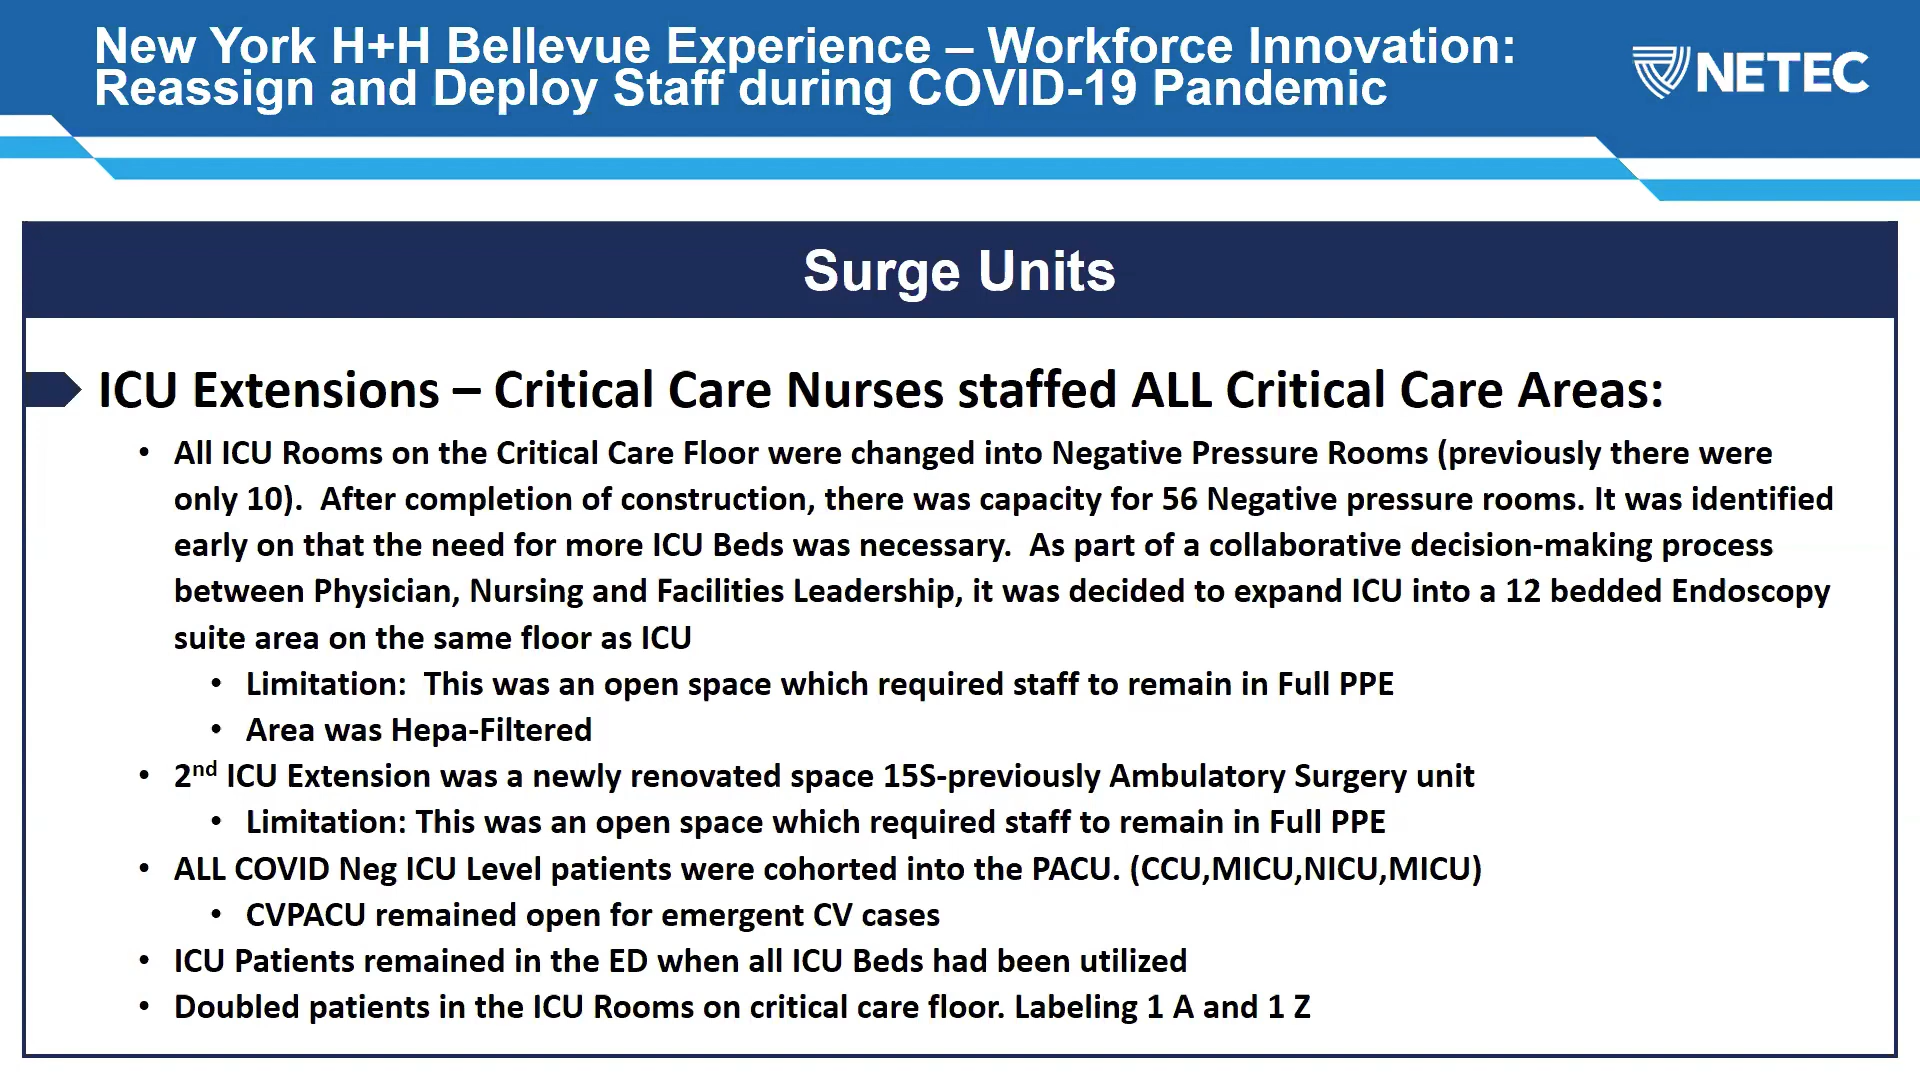 New York H+H Bellevue Experience – Workforce Innovation:
Reassign and Deploy Staff during COVID-19 Pandemic
NETEC
Surge Units
ICU Extensions – Critical Care Nurses staffed ALL Critical Care Areas:
• All ICU Rooms on the Critical Care Floor were changed into Negative Pressure Rooms (previously there were
only 10).  After completion of construction, there was capacity for 56 Negative pressure rooms. It was identified
early on that the need for more ICU Beds was necessary.  As part of a collaborative decision-making process
between Physician, Nursing and Facilities Leadership, it was decided to expand ICU into a 12 bedded Endoscopy
suite area on the same floor as ICU
• Limitation:  This was an open space which required staff to remain in Full PPE
• Area was Hepa-Filtered
• 2nd ICU Extension was a newly renovated space 15S-previously Ambulatory Surgery unit
• Limitation: This was an open space which required staff to remain in Full PPE
• ALL COVID Neg ICU Level patients were cohorted into the PACU. (CCU,MICU,NICU,MICU)
• CVPACU remained open for emergent CV cases
• ICU Patients remained in the ED when all ICU Beds had been utilized
• Doubled patients in the ICU Rooms on critical care floor. Labeling 1 A and 1 Z